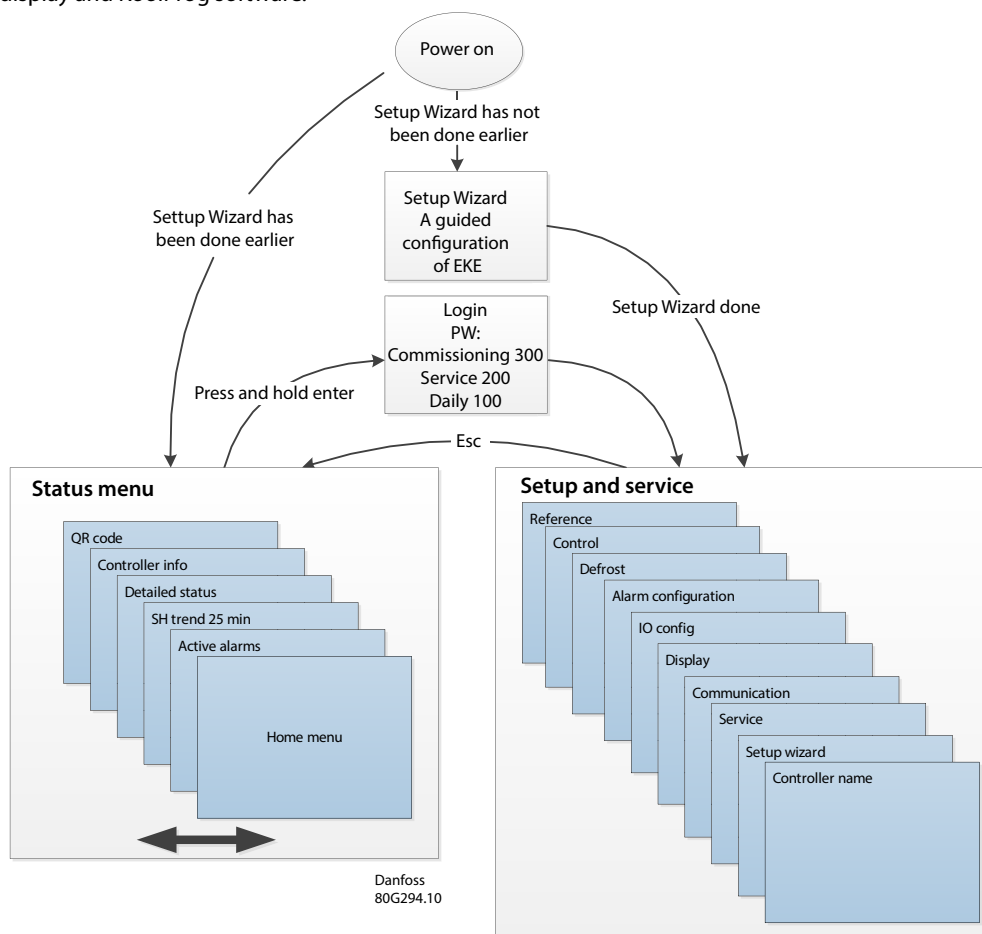 display and KoolProg software.
Power on
Setup Wizard has not
been done earlier
Settup Wizard has
been done earlier
Setup Wizard
A guided
configuration
of EKE
Setup Wizard done
Login
PW:
Commissioning 300
Service 200
Daily 100
Press and hold enter
Esc
Status menu
QR code
Controller info
Detailed status
SH trend 25 min
Active alarms
Home menu
Setup and service
Reference
Control
Defrost
Alarm configuration
IO config
Display
Communication
Service
Setup wizard
Controller name
Danfoss
80G294.10